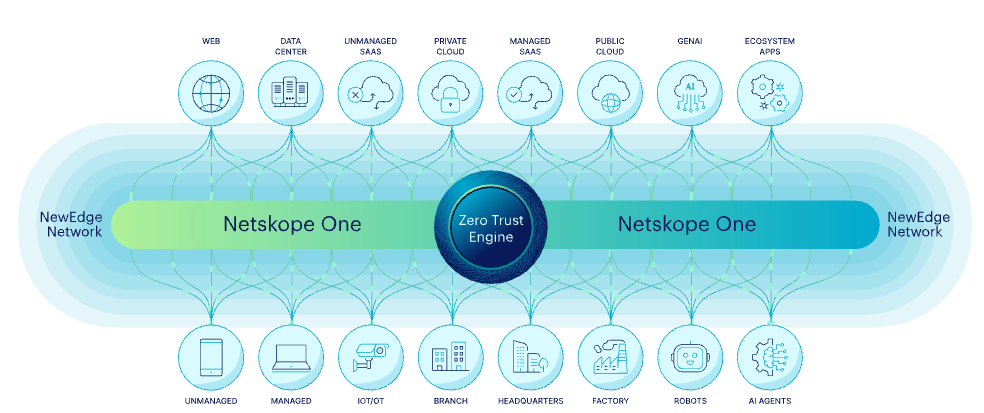 WEB
DATA
CENTER
UNMANAGED
SAAS
PRIVATE
CLOUD
MANAGED
SAAS
PUBLIC
CLOUD
GENAI
ECOSYSTEM
APPS
AI
NewEdge
Network
Netskope One
Zero Trust
Engine
Netskope One
NewEdge
Network
UNMANAGED
MANAGED
IOT/OT
BRANCH
HEADQUARTERS
FACTORY
ROBOTS
AI AGENTS